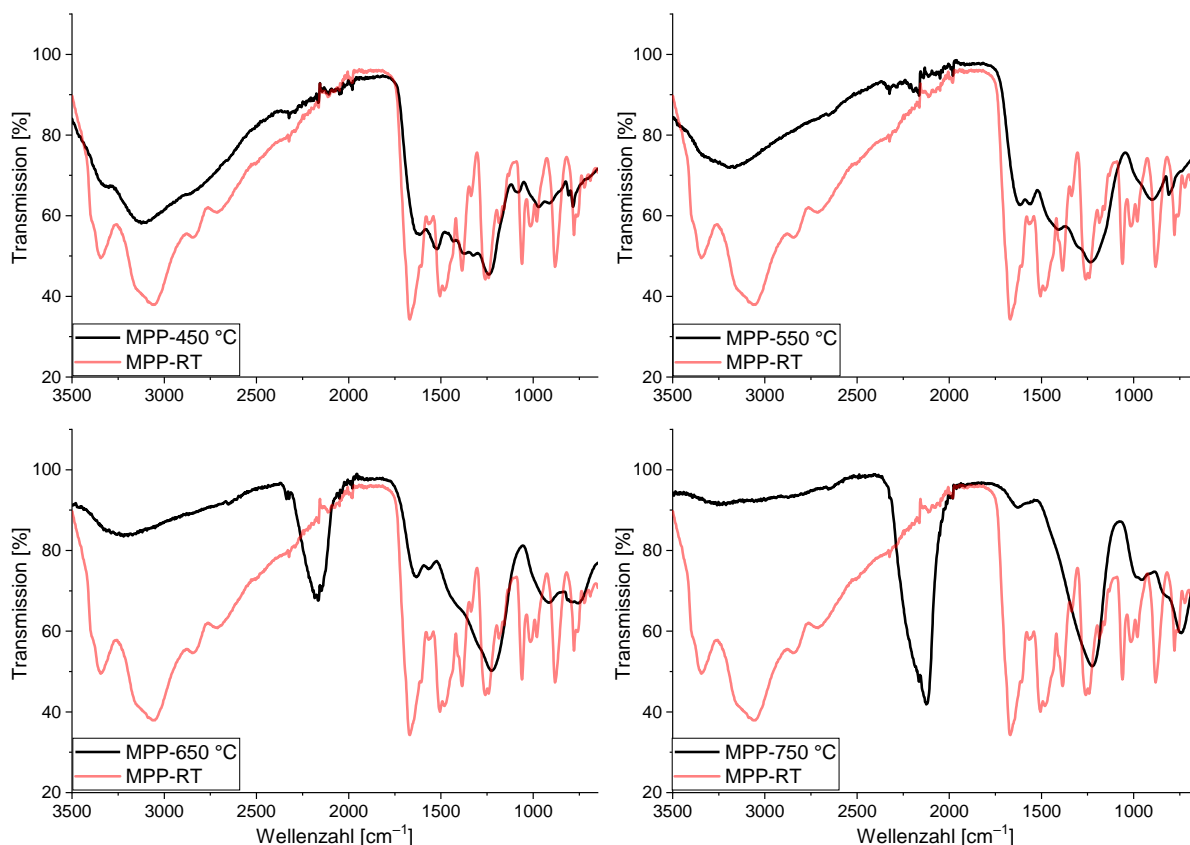 100
80
60
40
20
Transmission [%]
MPP-450 °C
MPP-RT
3500 3000 2500 2000 1500 1000
100
80
60
40
20
Transmission [%]
MPP-550 °C
MPP-RT
3500 3000 2500 2000 1500 1000
100
80
60
40
20
Transmission [%]
MPP-650 °C
MPP-RT
3500 3000 2500 2000 1500 1000
Wellenzahl [cm⁻¹]
100
80
60
40
20
Transmission [%]
MPP-750 °C
MPP-RT
3500 3000 2500 2000 1500 1000
Wellenzahl [cm⁻¹]